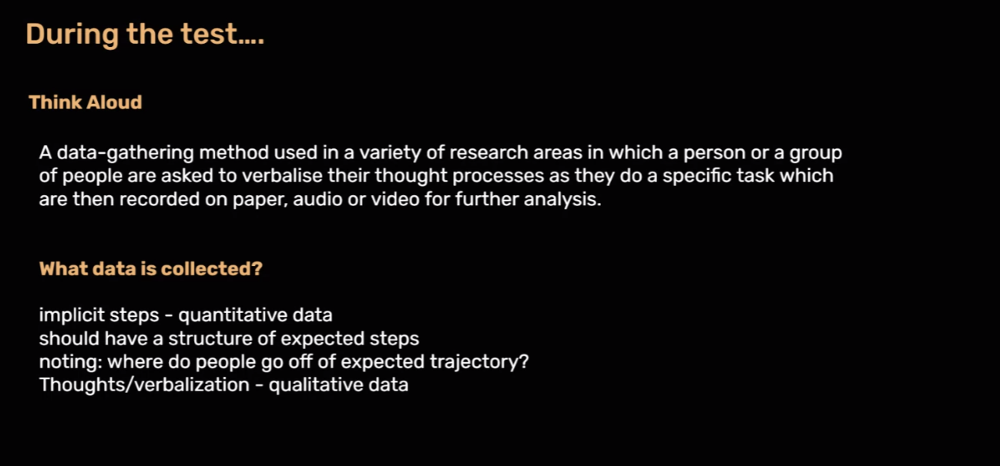 During the test....
Think Aloud
A data-gathering method used in a variety of research areas in which a person or a group
of people are asked to verbalise their thought processes as they do a specific task which
are then recorded on paper, audio or video for further analysis.
What data is collected?
implicit steps - quantitative data
should have a structure of expected steps
noting: where do people go off of expected trajectory?
Thoughts/verbalization - qualitative data